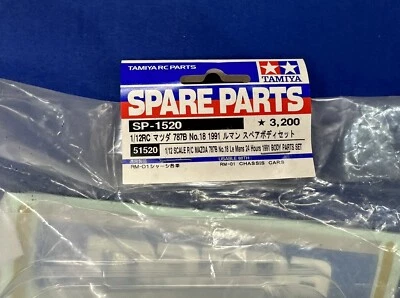 TAMIYA RC PARTS
TAMIYA
SPARE PARTS
SP-1520
★ 3,200
1/12RC マツダ 787B No.18 1991 ルマン スペアボディセット
51520
1/12 SCALE R/C MAZDA 787B No.18 Le Mans 24 Hours 1991 BODY PARTS SET
USABLE WITH
RM-01シャーシ各車
RM-01 CHASSIS CARS